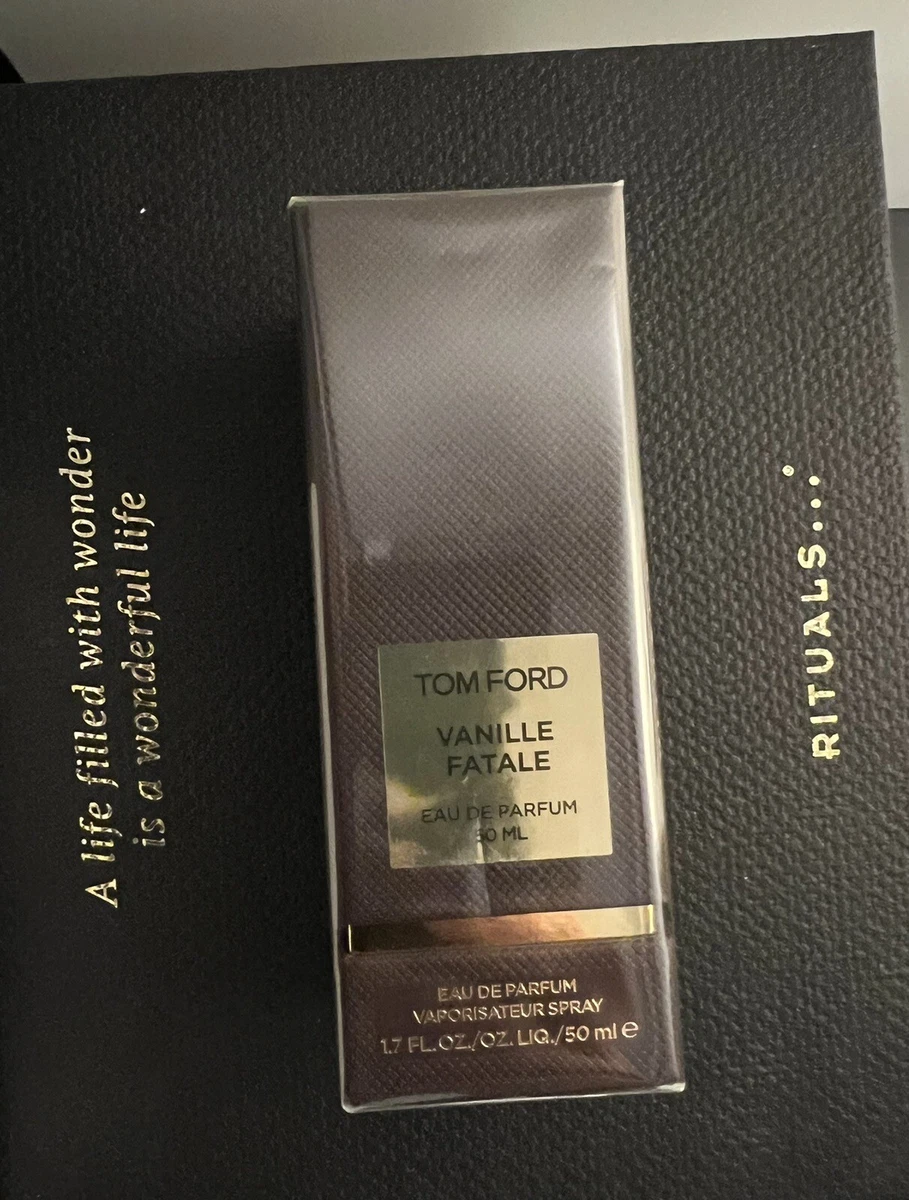 A life filled with wonder
is a wonderful life
TOM FORD
VANILLE
FATALE
EAU DE PARFUM
50 ML
EAU DE PARFUM
VAPORISATEUR SPRAY
1.7 FL.OZ./OZ. LIQ./50 ml e
RITUALS...®